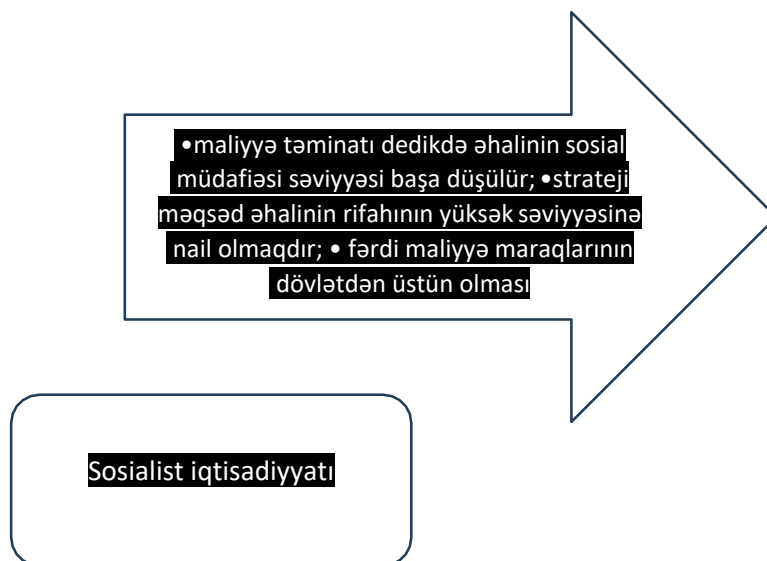 •maliyyə təminatı dedikdə əhalinin sosial
müdafiəsi səviyyəsi başa düşülür; •strateji
məqsəd əhalinin rifahının yüksək səviyyəsinə
nail olmaqdır; • fərdi maliyyə maraqlarının
dövlətdən üstün olması
Sosialist iqtisadiyyatı